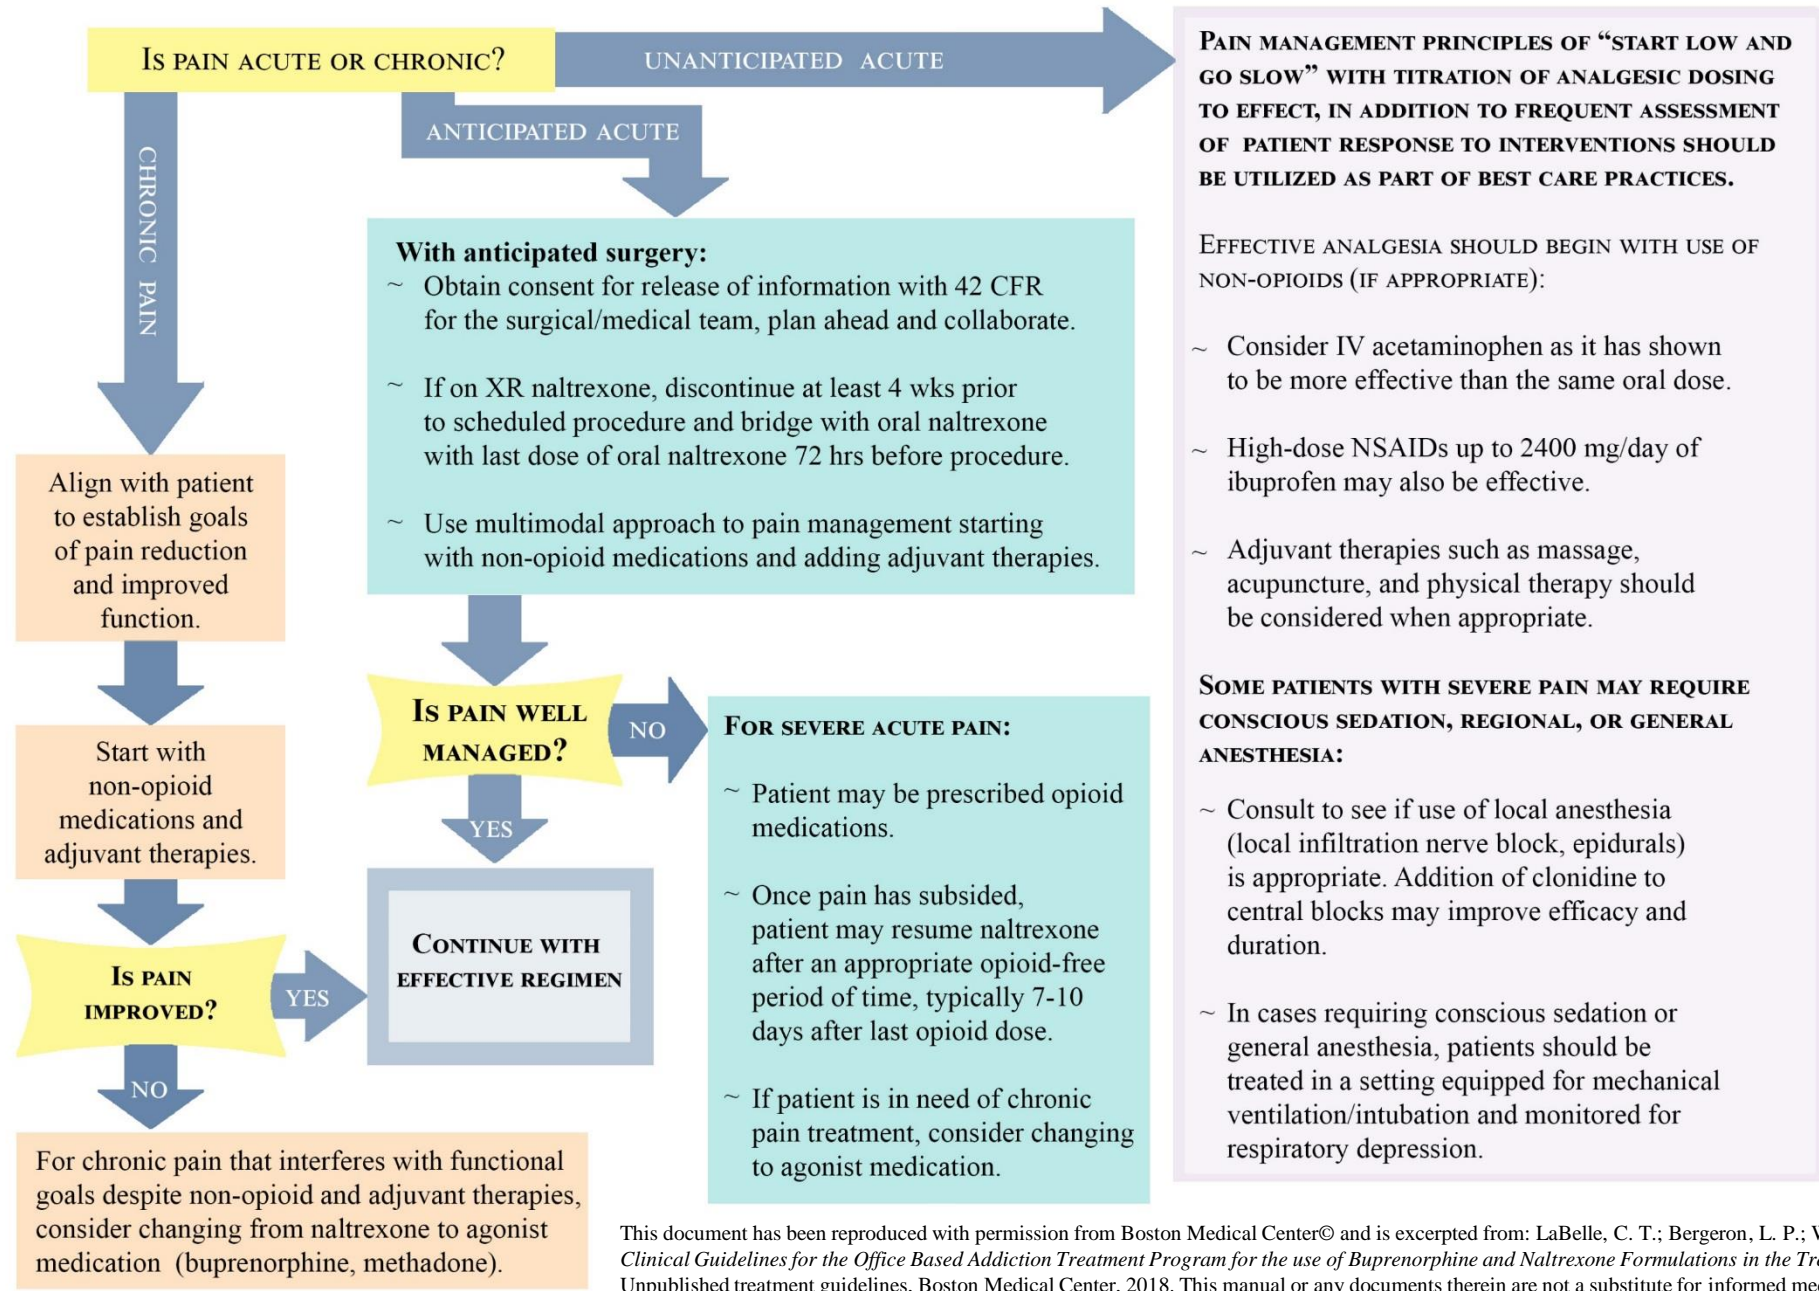 IS PAIN ACUTE OR CHRONIC?
UNANTICIPATED ACUTE
ANTICIPATED ACUTE
CHRONIC PAIN
Align with patient
to establish goals
of pain reduction
and improved
function.
Start with
non-opioid
medications and
adjuvant therapies.
IS PAIN
IMPROVED?
YES
NO
For chronic pain that interferes with functional
goals despite non-opioid and adjuvant therapies,
consider changing from naltrexone to agonist
medication (buprenorphine, methadone).
With anticipated surgery:
~ Obtain consent for release of information with 42 CFR
for the surgical/medical team, plan ahead and collaborate.
~ If on XR naltrexone, discontinue at least 4 wks prior
to scheduled procedure and bridge with oral naltrexone
with last dose of oral naltrexone 72 hrs before procedure.
~ Use multimodal approach to pain management starting
with non-opioid medications and adding adjuvant therapies.
IS PAIN WELL
MANAGED?
NO
YES
CONTINUE WITH
EFFECTIVE REGIMEN
FOR SEVERE ACUTE PAIN:
~ Patient may be prescribed opioid
medications.
~ Once pain has subsided,
patient may resume naltrexone
after an appropriate opioid-free
period of time, typically 7-10
days after last opioid dose.
~ If patient is in need of chronic
pain treatment, consider changing
to agonist medication.
PAIN MANAGEMENT PRINCIPLES OF “START LOW AND
GO SLOW” WITH TITRATION OF ANALGESIC DOSING
TO EFFECT, IN ADDITION TO FREQUENT ASSESSMENT
OF PATIENT RESPONSE TO INTERVENTIONS SHOULD
BE UTILIZED AS PART OF BEST CARE PRACTICES.
EFFECTIVE ANALGESIA SHOULD BEGIN WITH USE OF
NON-OPIOIDS (IF APPROPRIATE):
~ Consider IV acetaminophen as it has shown
to be more effective than the same oral dose.
~ High-dose NSAIDs up to 2400 mg/day of
ibuprofen may also be effective.
~ Adjuvant therapies such as massage,
acupuncture, and physical therapy should
be considered when appropriate.
SOME PATIENTS WITH SEVERE PAIN MAY REQUIRE
CONSCIOUS SEDATION, REGIONAL, OR GENERAL
ANESTHESIA:
~ Consult to see if use of local anesthesia
(local infiltration nerve block, epidurals)
is appropriate. Addition of clonidine to
central blocks may improve efficacy and
duration.
~ In cases requiring conscious sedation or
general anesthesia, patients should be
treated in a setting equipped for mechanical
ventilation/intubation and monitored for
respiratory depression.
This document has been reproduced with permission from Boston Medical Center© and is excerpted from: LaBelle, C. T.; Bergeron, L. P.;
Clinical Guidelines for the Office Based Addiction Treatment Program for the use of Buprenorphine and Naltrexone Formulations in the
Unpublished treatment guidelines, Boston Medical Center, 2018. This manual or any documents therein are not a substitute for informed